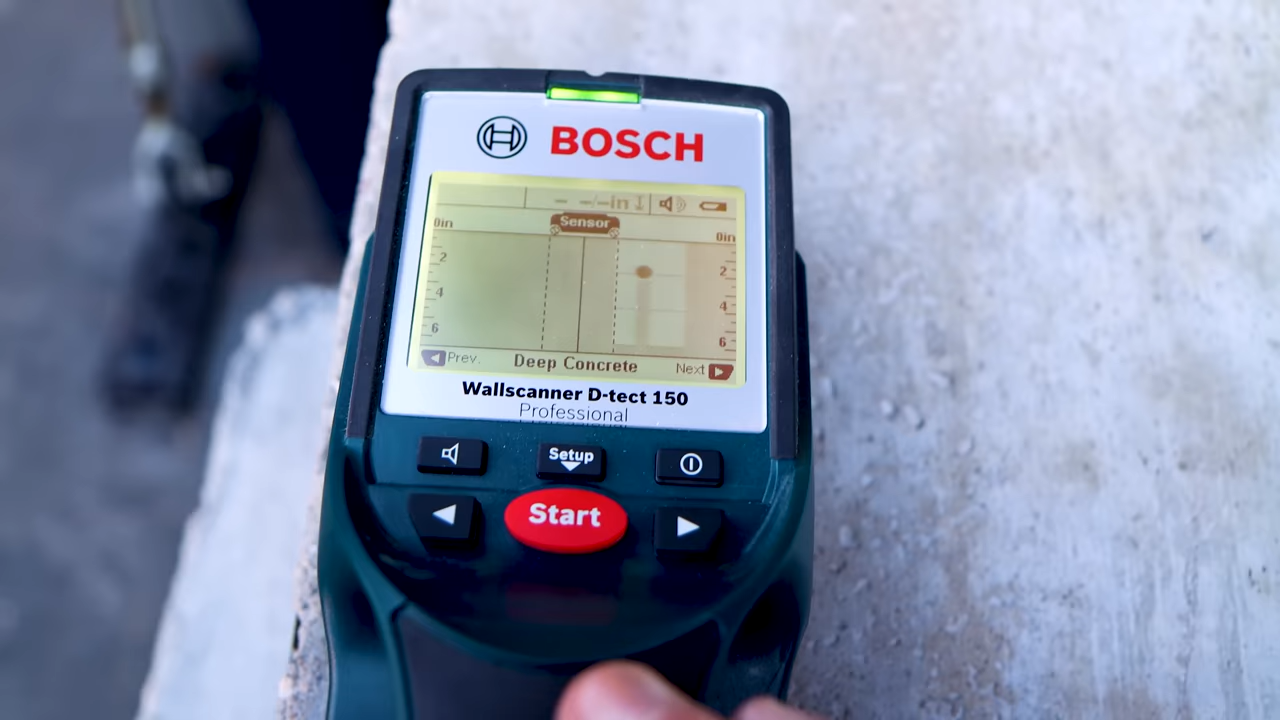 BOSCH
– –/–in
Sensor
0in 0in
2 2
4 4
6 6
Prev. Deep Concrete Next
Wallscanner D-tect 150
Professional
Setup
Start